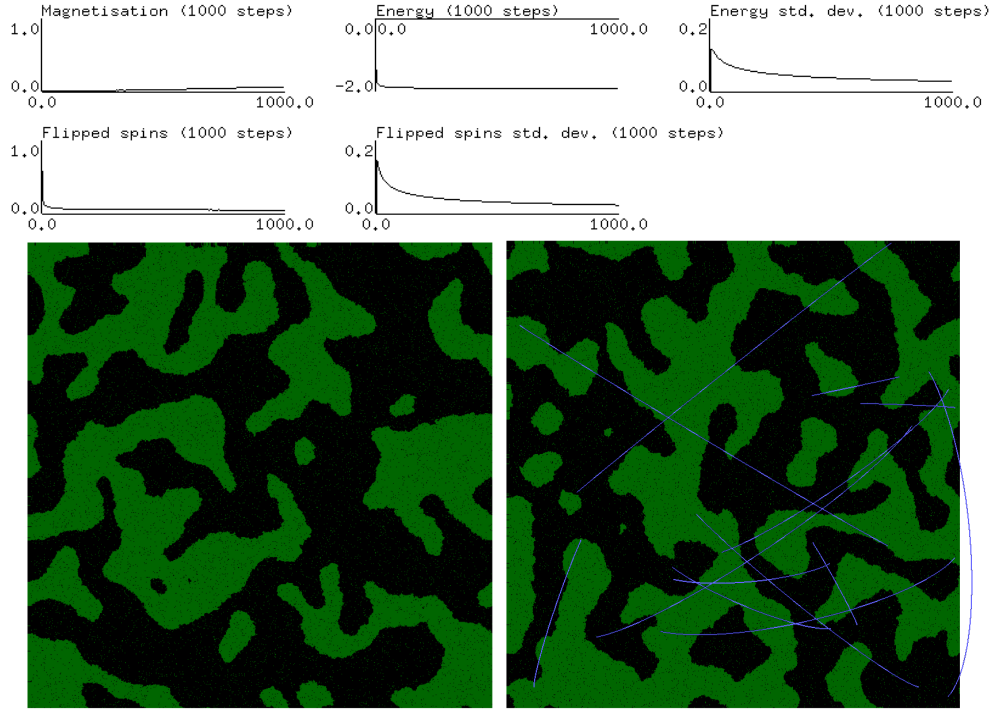 Magnetisation (1000 steps)
1.0
0.0
0.0 1000.0
Energy (1000 steps)
0.0 0.0 1000.0
-2.0
Energy std. dev. (1000 steps)
0.2
0.0
0.0 1000.0
Flipped spins (1000 steps)
1.0
0.0
0.0 1000.0
Flipped spins std. dev. (1000 steps)
0.2
0.0
0.0 1000.0